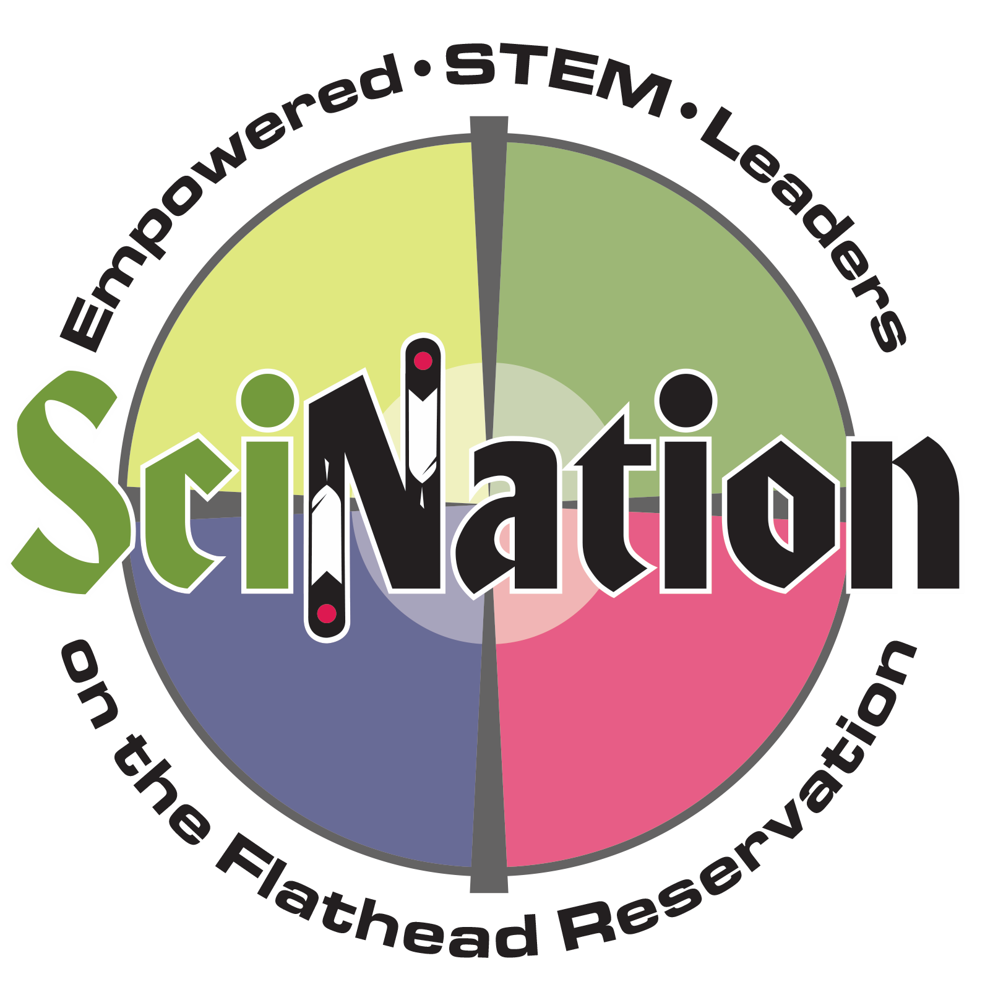 Empowered • STEM • Leaders
SciNation
on the Flathead Reservation